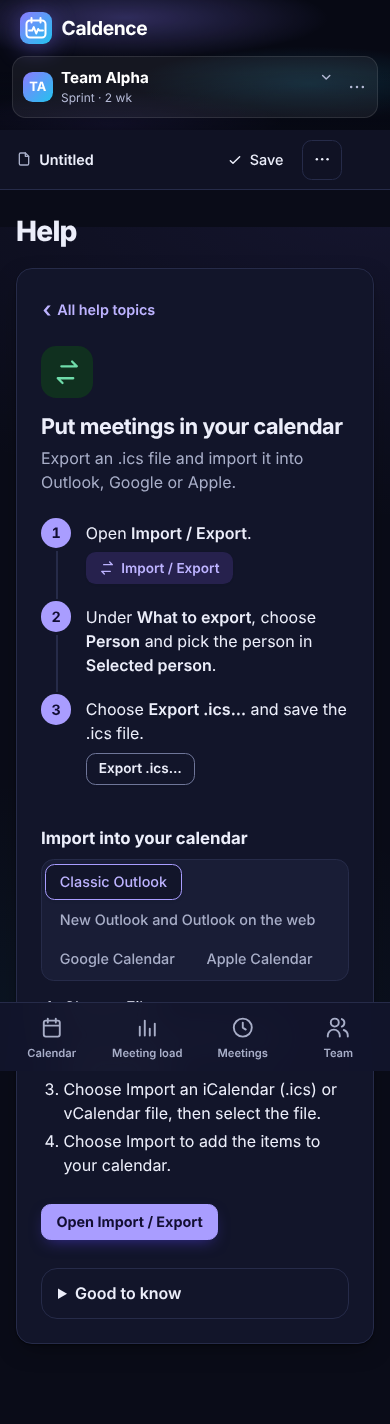 Caldence
TA
Team Alpha
Sprint · 2 wk
Untitled
Save
Help
All help topics
Put meetings in your calendar
Export an .ics file and import it into
Outlook, Google or Apple.
1
Open Import / Export.
Import / Export
2
Under What to export, choose
Person and pick the person in
Selected person.
3
Choose Export .ics... and save the
.ics file.
Export .ics...
Import into your calendar
Classic Outlook
New Outlook and Outlook on the web
Google Calendar Apple Calendar
Calendar
Meeting load
Meetings
Team
3. Choose Import an iCalendar (.ics) or
vCalendar file, then select the file.
4. Choose Import to add the items to
your calendar.
Open Import / Export
Good to know